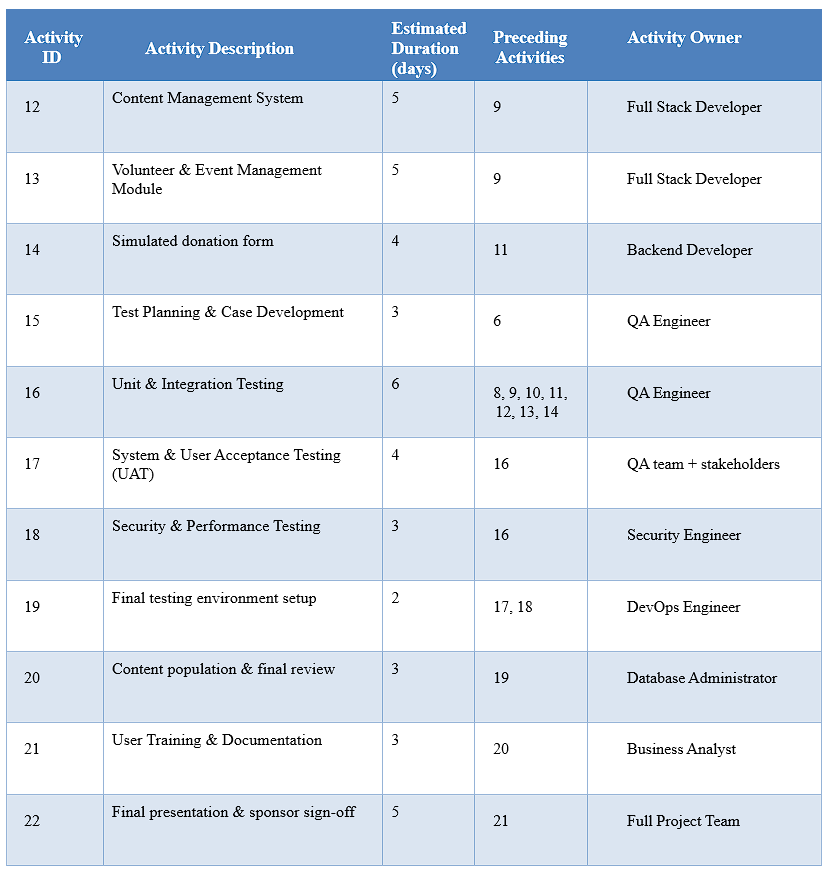 Activity ID | Activity Description | Estimated Duration (days) | Preceding Activities | Activity Owner
12 | Content Management System | 5 | 9 | Full Stack Developer
13 | Volunteer & Event Management Module | 5 | 9 | Full Stack Developer
14 | Simulated donation form | 4 | 11 | Backend Developer
15 | Test Planning & Case Development | 3 | 6 | QA Engineer
16 | Unit & Integration Testing | 6 | 8, 9, 10, 11, 12, 13, 14 | QA Engineer
17 | System & User Acceptance Testing (UAT) | 4 | 16 | QA team + stakeholders
18 | Security & Performance Testing | 3 | 16 | Security Engineer
19 | Final testing environment setup | 2 | 17, 18 | DevOps Engineer
20 | Content population & final review | 3 | 19 | Database Administrator
21 | User Training & Documentation | 3 | 20 | Business Analyst
22 | Final presentation & sponsor sign-off | 5 | 21 | Full Project Team